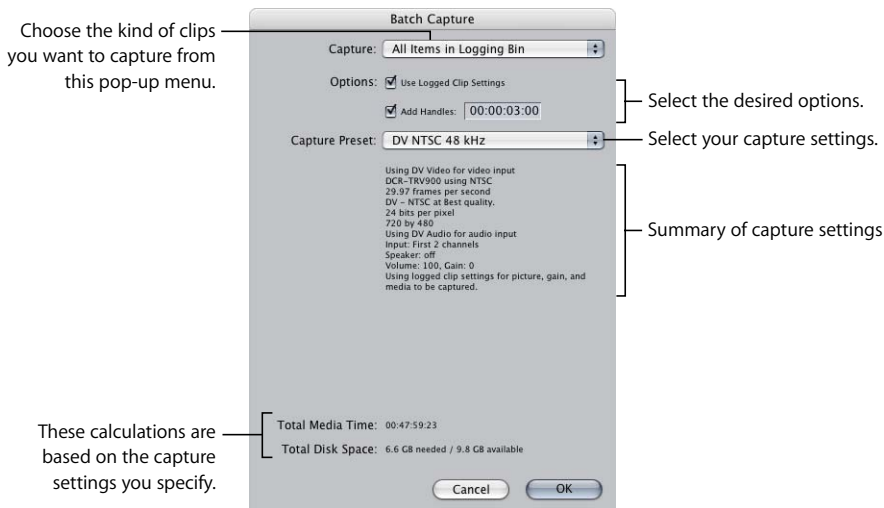 Batch Capture
Choose the kind of clips
you want to capture from
this pop-up menu.
Capture: All Items in Logging Bin
Options: Use Logged Clip Settings
Add Handles: 00:00:03:00
Select the desired options.
Capture Preset: DV NTSC 48 kHz
Select your capture settings.
Using DV Video for video input
DCR-TRV900 using NTSC
29.97 frames per second
DV - NTSC at Best quality.
24 bits per pixel
720 by 480
Using DV Audio for audio input
Input: First 2 channels
Speaker: off
Volume: 100, Gain: 0
Using logged clip settings for picture, gain, and
media to be captured.
Summary of capture settings
These calculations are
based on the capture
settings you specify.
Total Media Time: 00:47:59:23
Total Disk Space: 6.6 GB needed / 9.8 GB available
Cancel
OK